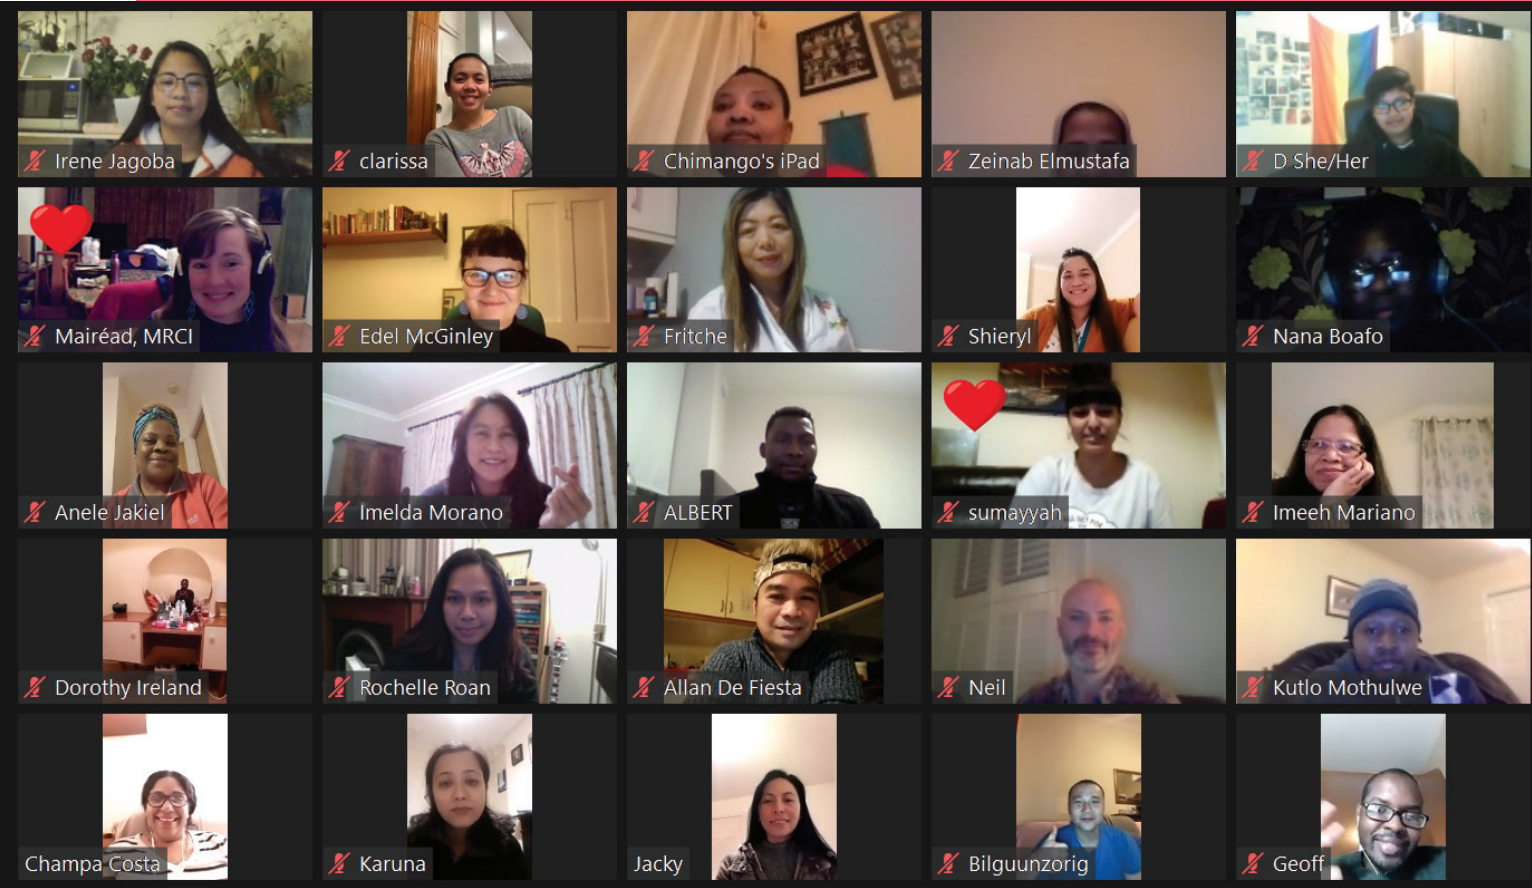 Irene Jagoba
clarissa
Chimango's iPad
Zeinab Elmustafa
D She/Her
Mairéad, MRCI
Edel McGinley
Fritche
Shieryl
Nana Boafo
Anele Jakiel
Imelda Morano
ALBERT
sumayyah
Imeeh Mariano
Dorothy Ireland
Rochelle Roan
Allan De Fiesta
Neil
Kutlo Mothulwe
Champa Costa
Karuna
Jacky
Bilguunzorig
Geoff